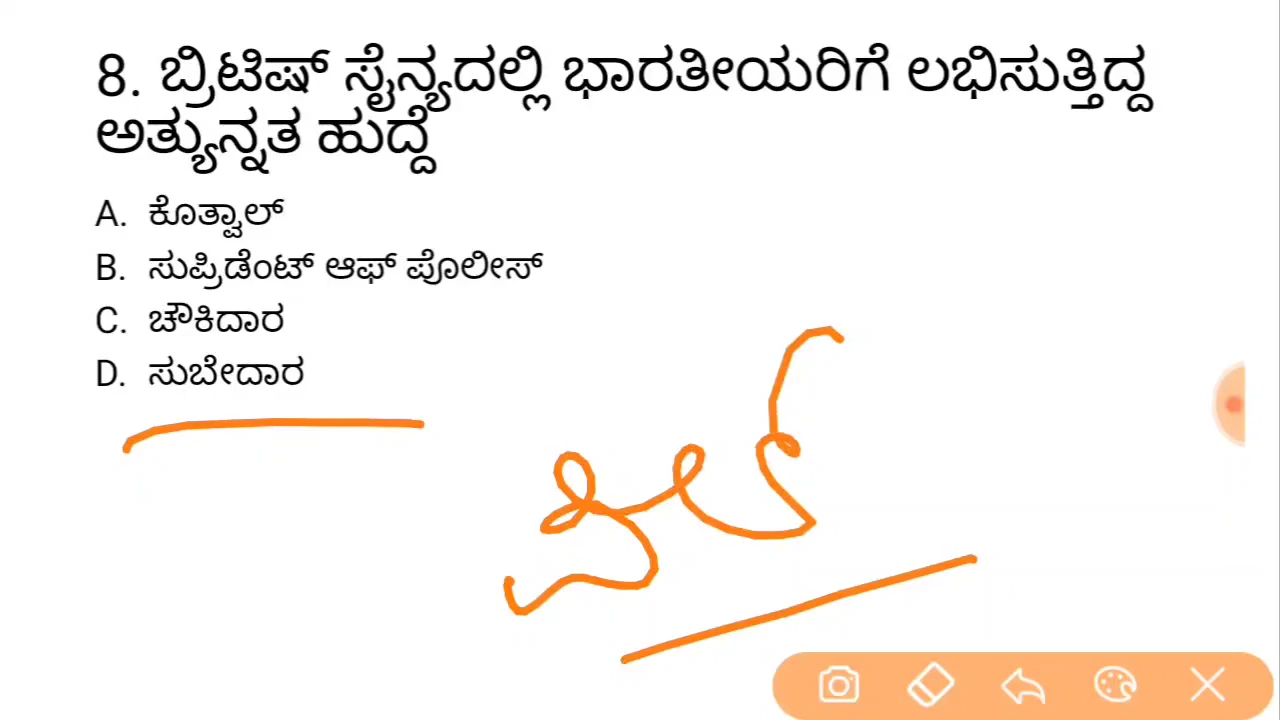 8. ಬ್ರಿಟಿಷ್ ಸೈನ್ಯದಲ್ಲಿ ಭಾರತೀಯರಿಗೆ ಲಭಿಸುತ್ತಿದ್ದ
ಅತ್ಯುನ್ನತ ಹುದ್ದೆ
A. ಕೊತ್ವಾಲ್
B. ಸುಪ್ರಿಡೆಂಟ್ ಆಫ್ ಪೊಲೀಸ್
C. ಚೌಕಿದಾರ
D. ಸುಬೇದಾರ